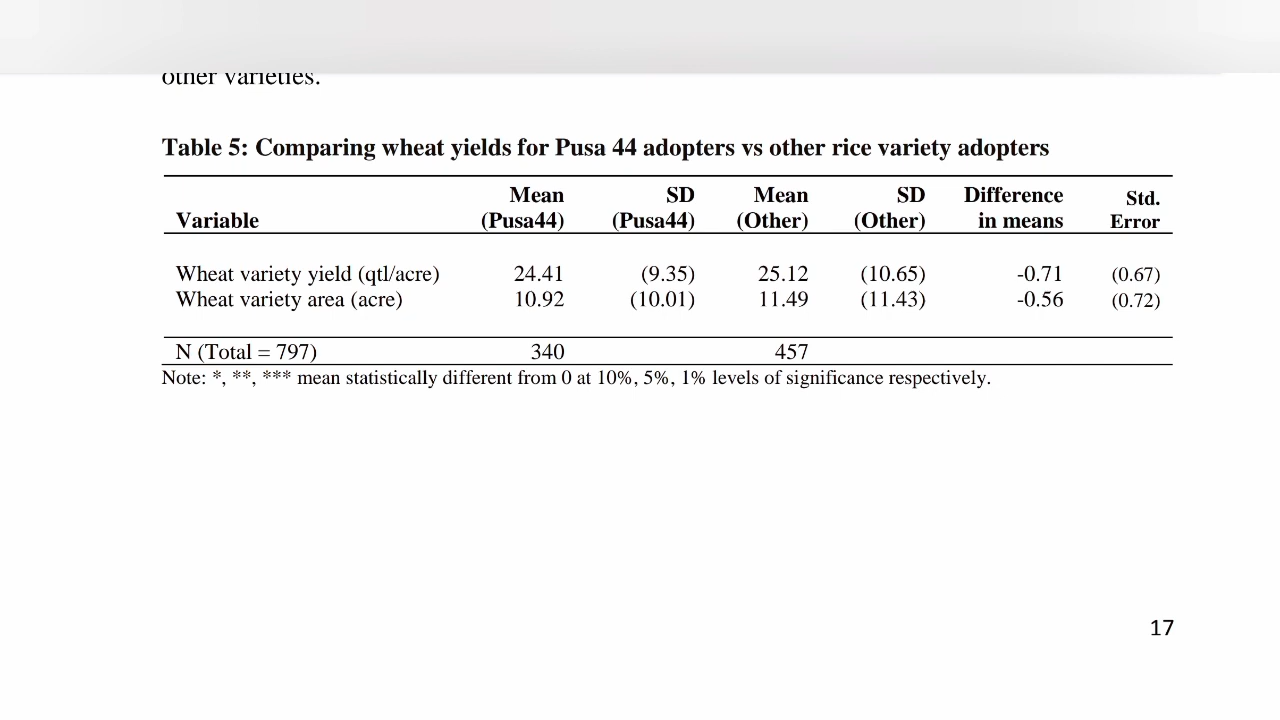 other varieties.
Table 5: Comparing wheat yields for Pusa 44 adopters vs other rice variety adopters
Variable Mean (Pusa44) SD (Pusa44) Mean (Other) SD (Other) Difference in means Std. Error
Wheat variety yield (qtl/acre) 24.41 (9.35) 25.12 (10.65) -0.71 (0.67)
Wheat variety area (acre) 10.92 (10.01) 11.49 (11.43) -0.56 (0.72)
N (Total = 797) 340 457
Note: *, **, *** mean statistically different from 0 at 10%, 5%, 1% levels of significance respectively.
17